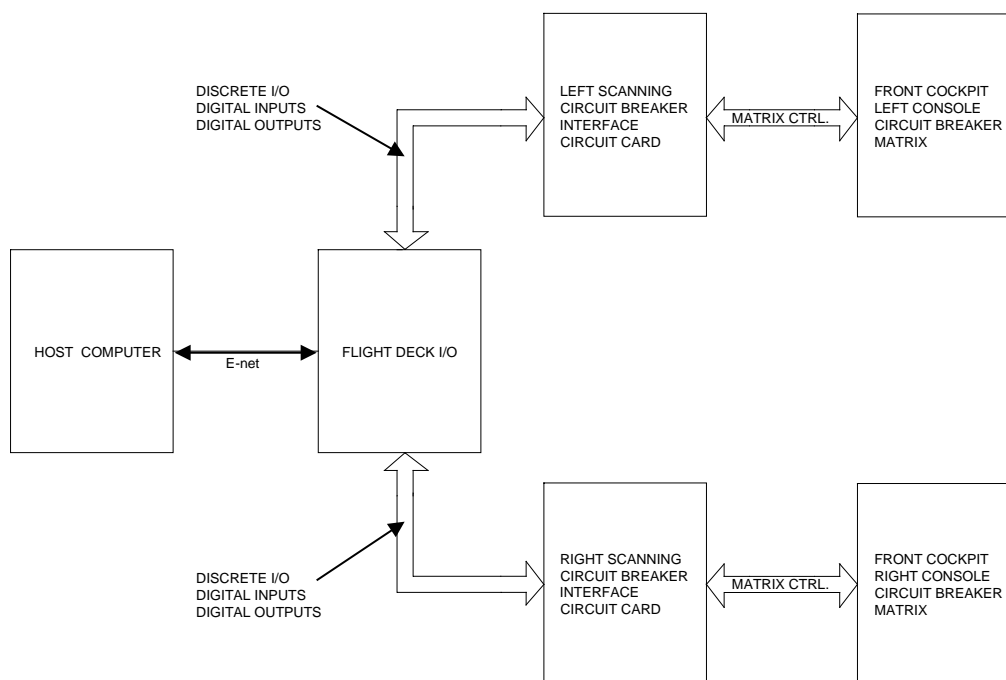 DISCRETE I/O
DIGITAL INPUTS
DIGITAL OUTPUTS
LEFT SCANNING
CIRCUIT BREAKER
INTERFACE
CIRCUIT CARD
MATRIX CTRL.
FRONT COCKPIT
LEFT CONSOLE
CIRCUIT BREAKER
MATRIX
HOST COMPUTER
E-net
FLIGHT DECK I/O
DISCRETE I/O
DIGITAL INPUTS
DIGITAL OUTPUTS
RIGHT SCANNING
CIRCUIT BREAKER
INTERFACE
CIRCUIT CARD
MATRIX CTRL.
FRONT COCKPIT
RIGHT CONSOLE
CIRCUIT BREAKER
MATRIX